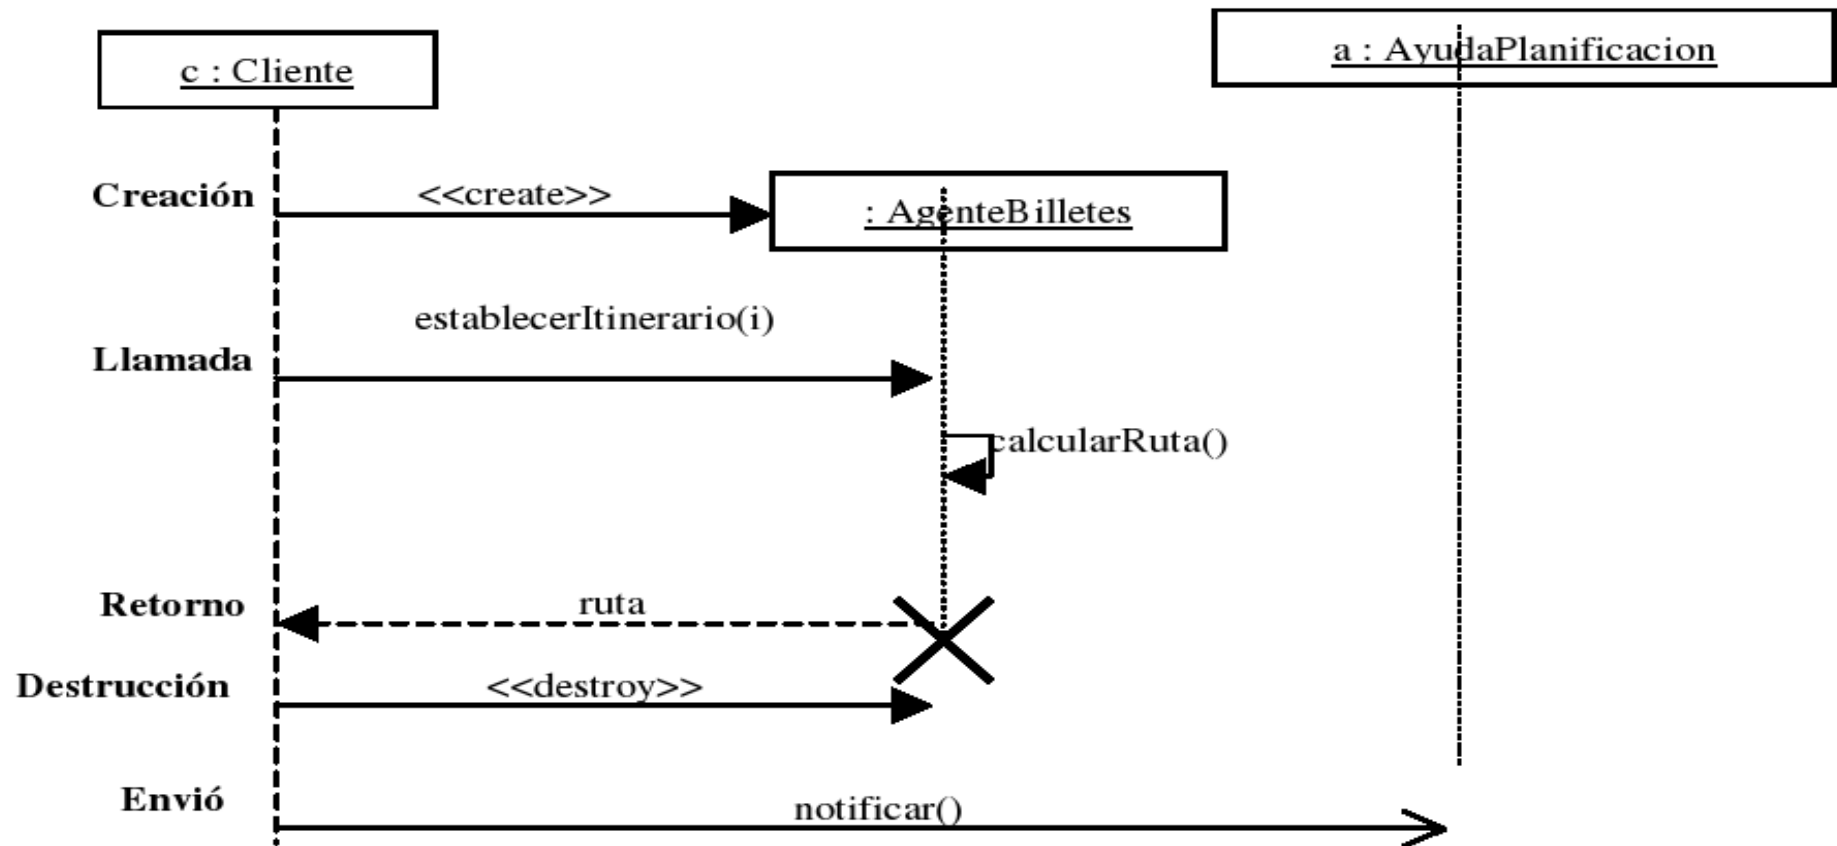 c : Cliente
a : AyudaPlanificacion
Creación
<<create>>
: AgenteBilletes
establecerItinerario(i)
Llamada
calcularRuta()
Retorno
ruta
Destrucción
<<destroy>>
Envió
notificar()